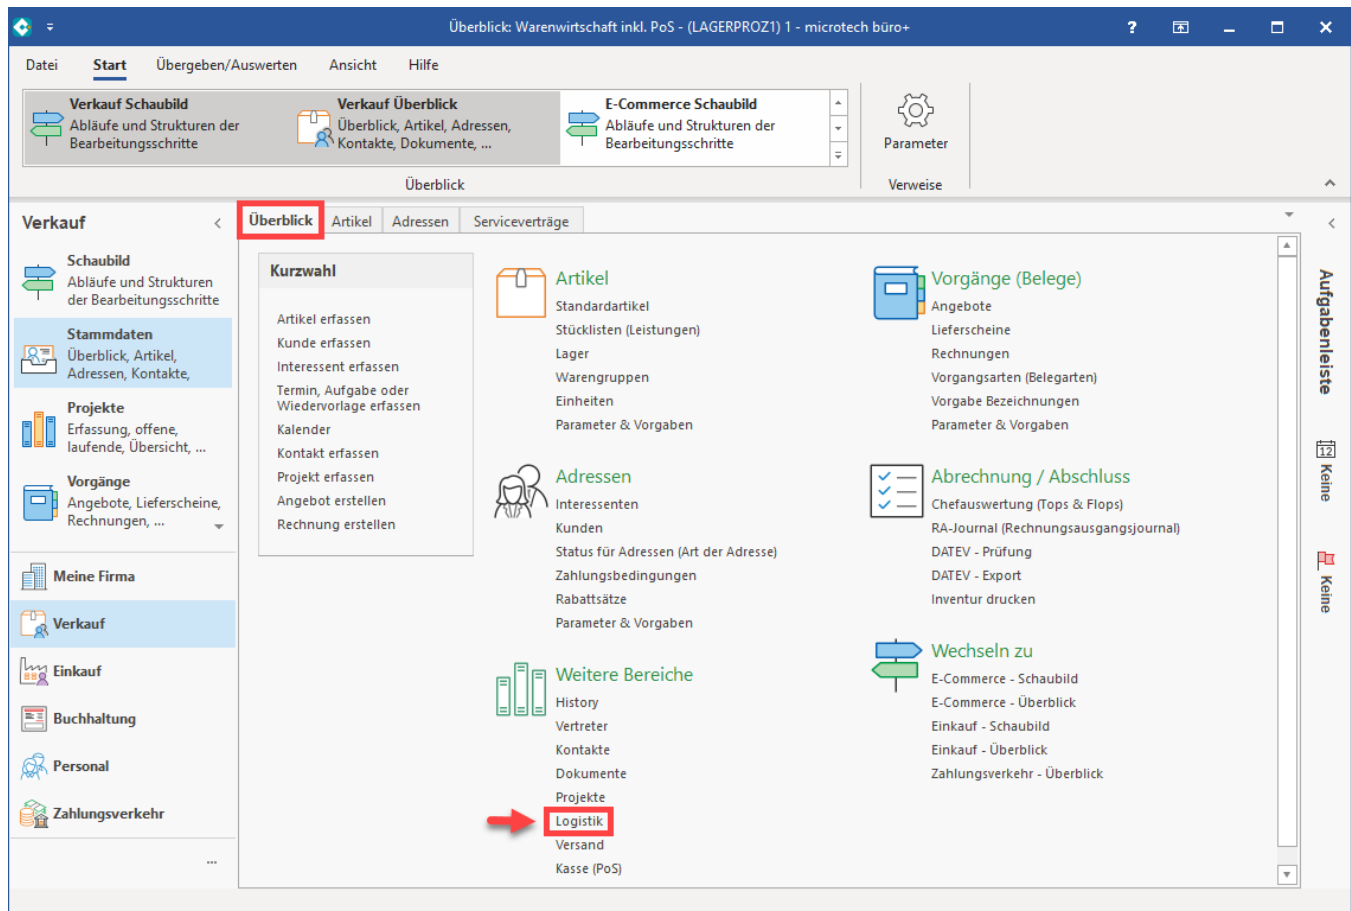 Überblick: Warenwirtschaft inkl. PoS - (LAGERPROZ1) 1 - microtech büro+
?
Datei
Start
Übergeben/Auswerten
Ansicht
Hilfe
Verkauf Schaubild
Abläufe und Strukturen der
Bearbeitungsschritte
Verkauf Überblick
Überblick, Artikel, Adressen,
Kontakte, Dokumente, ...
E-Commerce Schaubild
Abläufe und Strukturen der
Bearbeitungsschritte
Parameter
Überblick
Verweise
Verkauf
Schaubild
Abläufe und Strukturen
der Bearbeitungsschritte
Stammdaten
Überblick, Artikel,
Adressen, Kontakte,
Projekte
Erfassung, offene,
laufende, Übersicht, ...
Vorgänge
Angebote, Lieferscheine,
Rechnungen, ...
Meine Firma
Verkauf
Einkauf
Buchhaltung
Personal
Zahlungsverkehr
...
Überblick
Artikel
Adressen
Serviceverträge
Kurzwahl
Artikel erfassen
Kunde erfassen
Interessent erfassen
Termin, Aufgabe oder
Wiedervorlage erfassen
Kalender
Kontakt erfassen
Projekt erfassen
Angebot erstellen
Rechnung erstellen
Artikel
Standardartikel
Stücklisten (Leistungen)
Lager
Warengruppen
Einheiten
Parameter & Vorgaben
Adressen
Interessenten
Kunden
Status für Adressen (Art der Adresse)
Zahlungsbedingungen
Rabattsätze
Parameter & Vorgaben
Weitere Bereiche
History
Vertreter
Kontakte
Dokumente
Projekte
Logistik
Versand
Kasse (PoS)
Vorgänge (Belege)
Angebote
Lieferscheine
Rechnungen
Vorgangsarten (Belegarten)
Vorgabe Bezeichnungen
Parameter & Vorgaben
Abrechnung / Abschluss
Chefauswertung (Tops & Flops)
RA-Journal (Rechnungsausgangsjournal)
DATEV - Prüfung
DATEV - Export
Inventur drucken
Wechseln zu
E-Commerce - Schaubild
E-Commerce - Überblick
Einkauf - Schaubild
Einkauf - Überblick
Zahlungsverkehr - Überblick
Aufgabenleiste
12
Keine
Keine